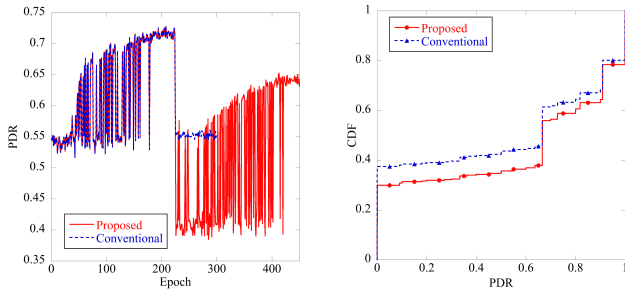 0.75
0.7
0.65
0.6
0.55
0.5
0.45
0.4
0.35
PDR
Proposed
Conventional
0 100 200 300 400
Epoch
1
0.8
0.6
0.4
0.2
0
CDF
Proposed
Conventional
0 0.2 0.4 0.6 0.8 1
PDR